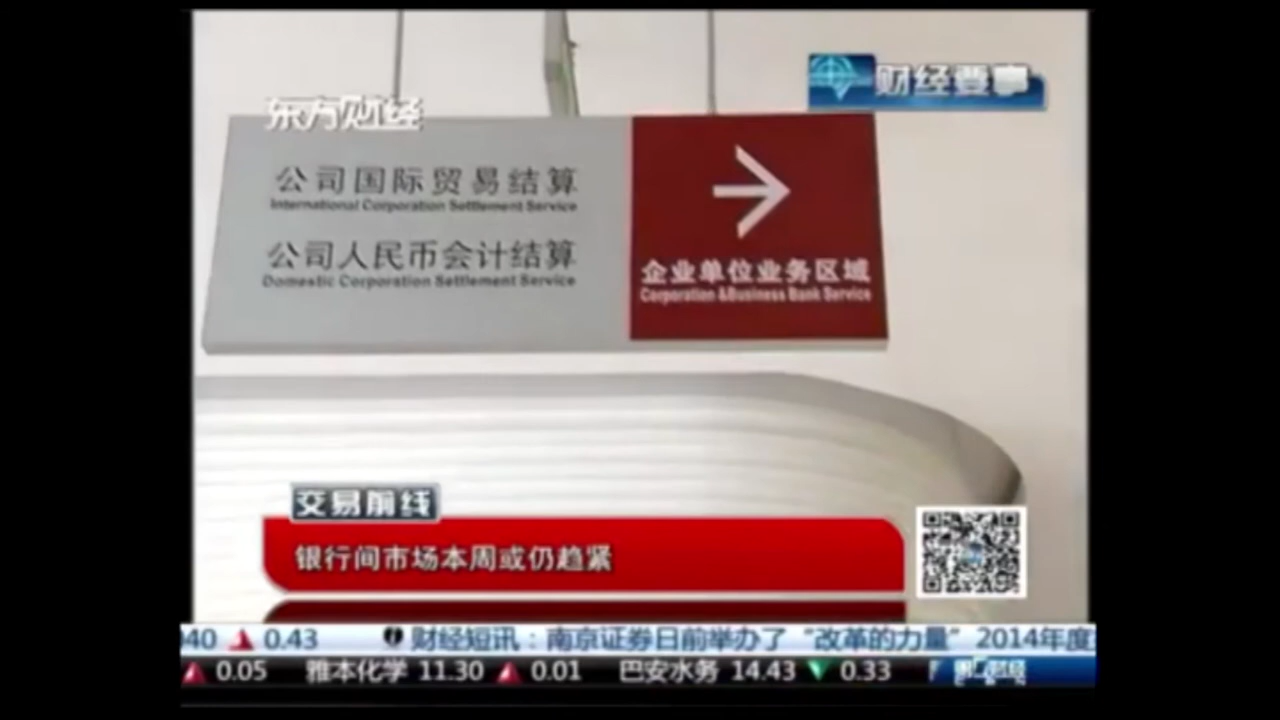 财经要事
东方财经
公司国际贸易结算
International Corporation Settlement Service
公司人民币会计结算
Domestic Corporation Settlement Service
企业单位业务区域
Corporation &Business Bank Service
交易前线
银行间市场本周或仍趋紧
040 0.43 财经短讯：南京证券日前举办了“改革的力量”2014年度
0.05 雅本化学 11.30 0.01 巴安水务 14.43 0.33